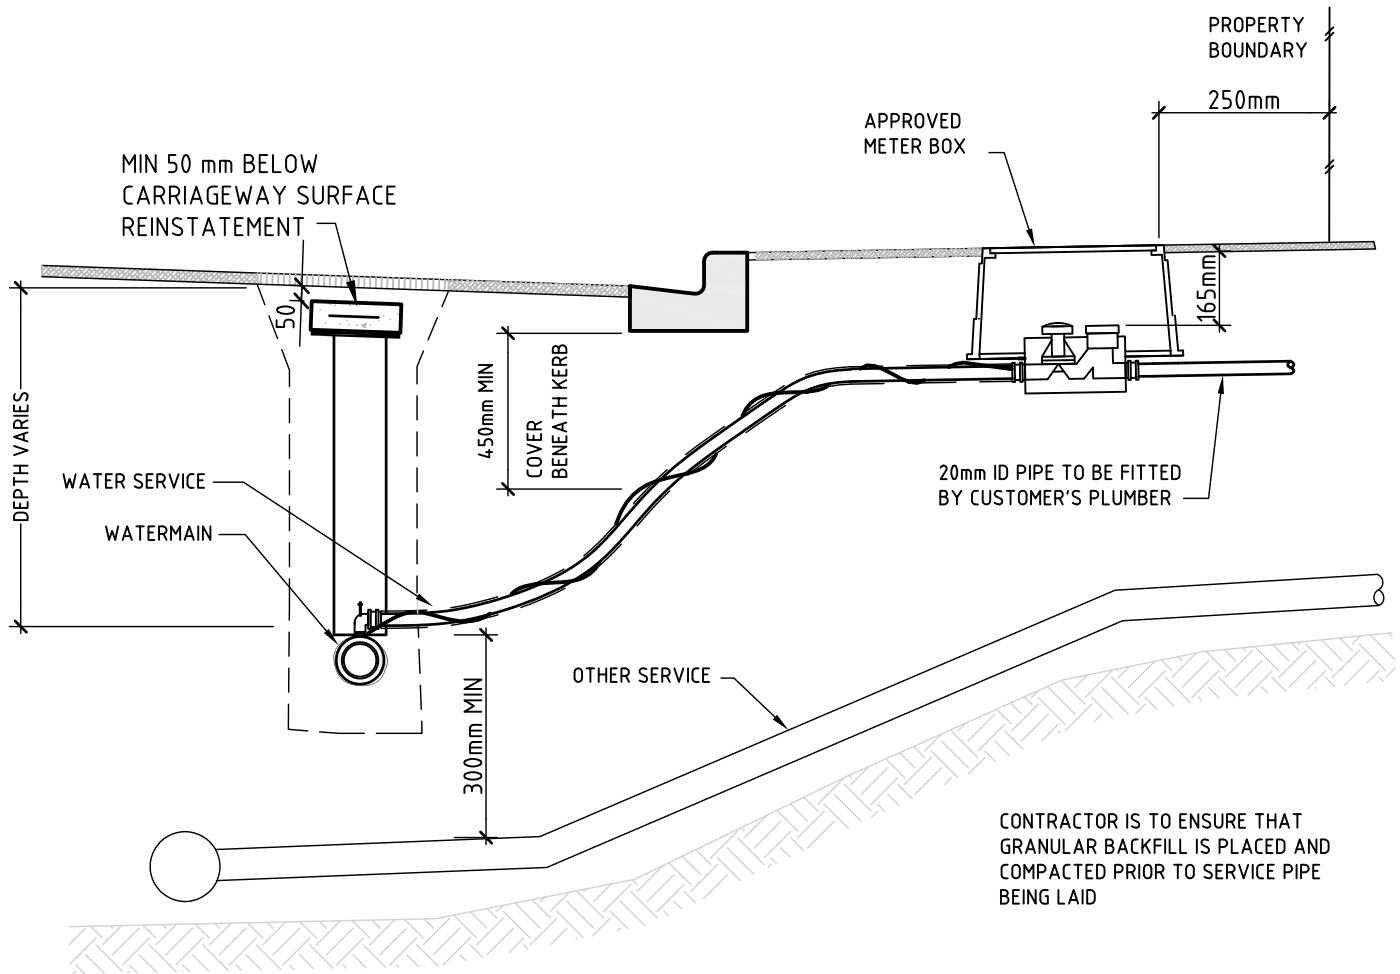 PROPERTY
BOUNDARY
250mm
APPROVED
METER BOX
MIN 50 mm BELOW
CARRIAGEWAY SURFACE
REINSTATEMENT
50
165mm
450mm MIN
COVER
BENEATH KERB
DEPTH VARIES
WATER SERVICE
WATERMAIN
20mm ID PIPE TO BE FITTED
BY CUSTOMER'S PLUMBER
300mm MIN
OTHER SERVICE
CONTRACTOR IS TO ENSURE THAT
GRANULAR BACKFILL IS PLACED AND
COMPACTED PRIOR TO SERVICE PIPE
BEING LAID